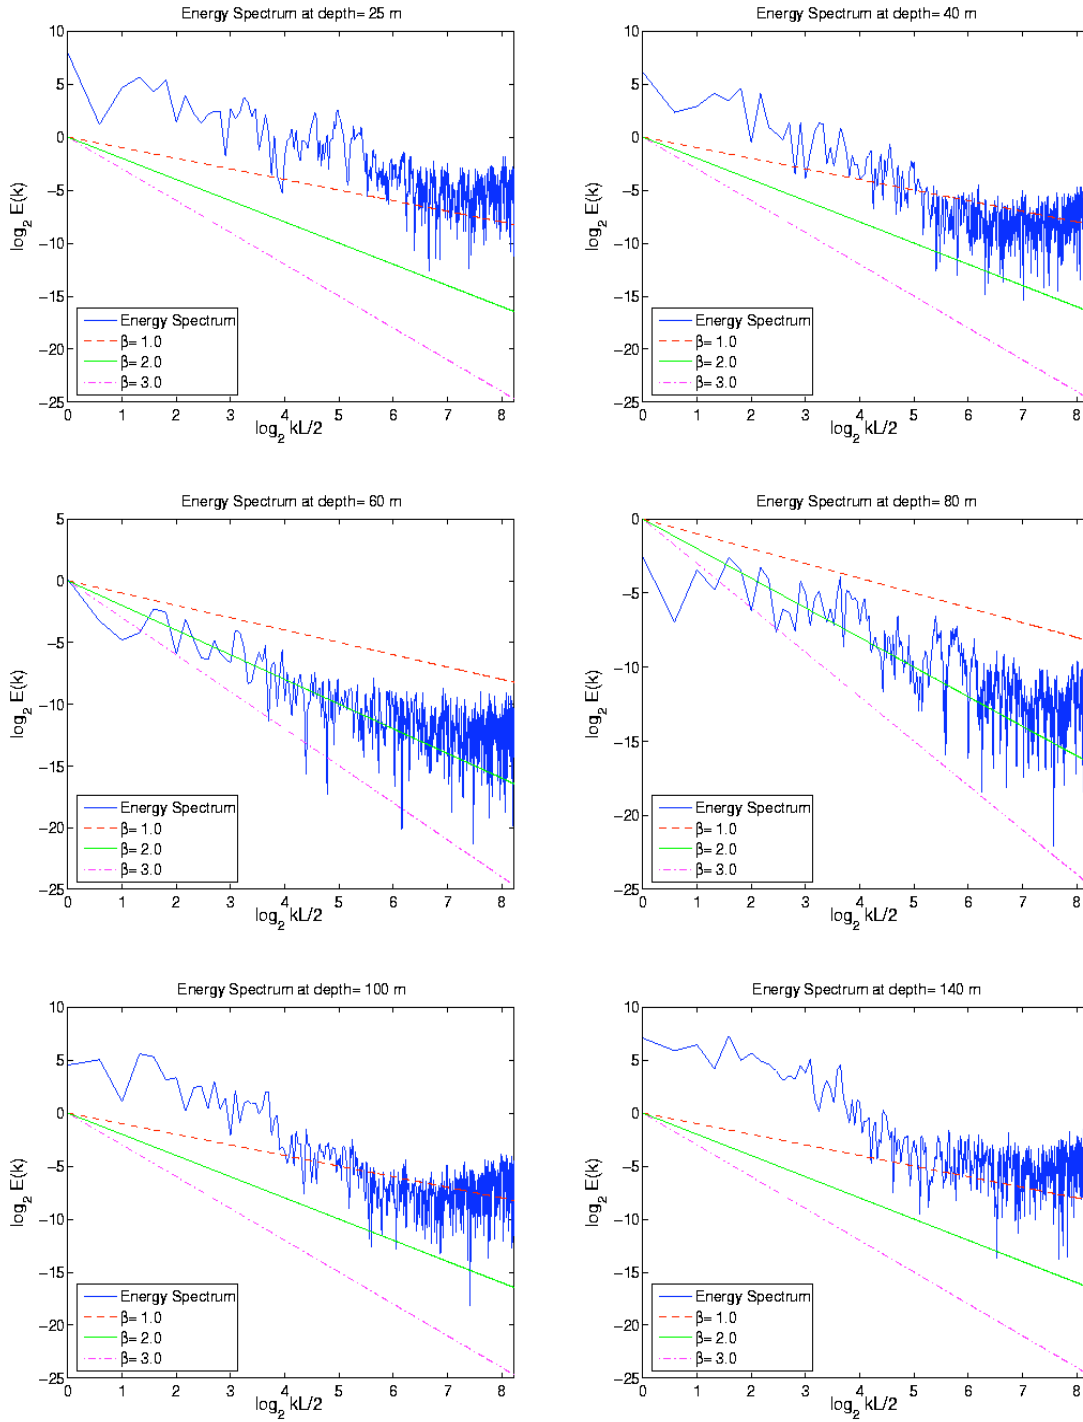 Energy Spectrum at depth= 25 m
10
5
0
−5
−10
−15
−20
−25
log2 E(k)
Energy Spectrum
β= 1.0
β= 2.0
β= 3.0
0 1 2 3 4 5 6 7 8
log2 kL/2
Energy Spectrum at depth= 40 m
10
5
0
−5
−10
−15
−20
−25
log2 E(k)
Energy Spectrum
β= 1.0
β= 2.0
β= 3.0
0 1 2 3 4 5 6 7 8
log2 kL/2
Energy Spectrum at depth= 60 m
5
0
−5
−10
−15
−20
−25
log2 E(k)
Energy Spectrum
β= 1.0
β= 2.0
β= 3.0
0 1 2 3 4 5 6 7 8
log2 kL/2
Energy Spectrum at depth= 80 m
0
−5
−10
−15
−20
−25
log2 E(k)
Energy Spectrum
β= 1.0
β= 2.0
β= 3.0
0 1 2 3 4 5 6 7 8
log2 kL/2
Energy Spectrum at depth= 100 m
10
5
0
−5
−10
−15
−20
−25
log2 E(k)
Energy Spectrum
β= 1.0
β= 2.0
β= 3.0
0 1 2 3 4 5 6 7 8
log2 kL/2
Energy Spectrum at depth= 140 m
10
5
0
−5
−10
−15
−20
−25
log2 E(k)
Energy Spectrum
β= 1.0
β= 2.0
β= 3.0
0 1 2 3 4 5 6 7 8
log2 kL/2